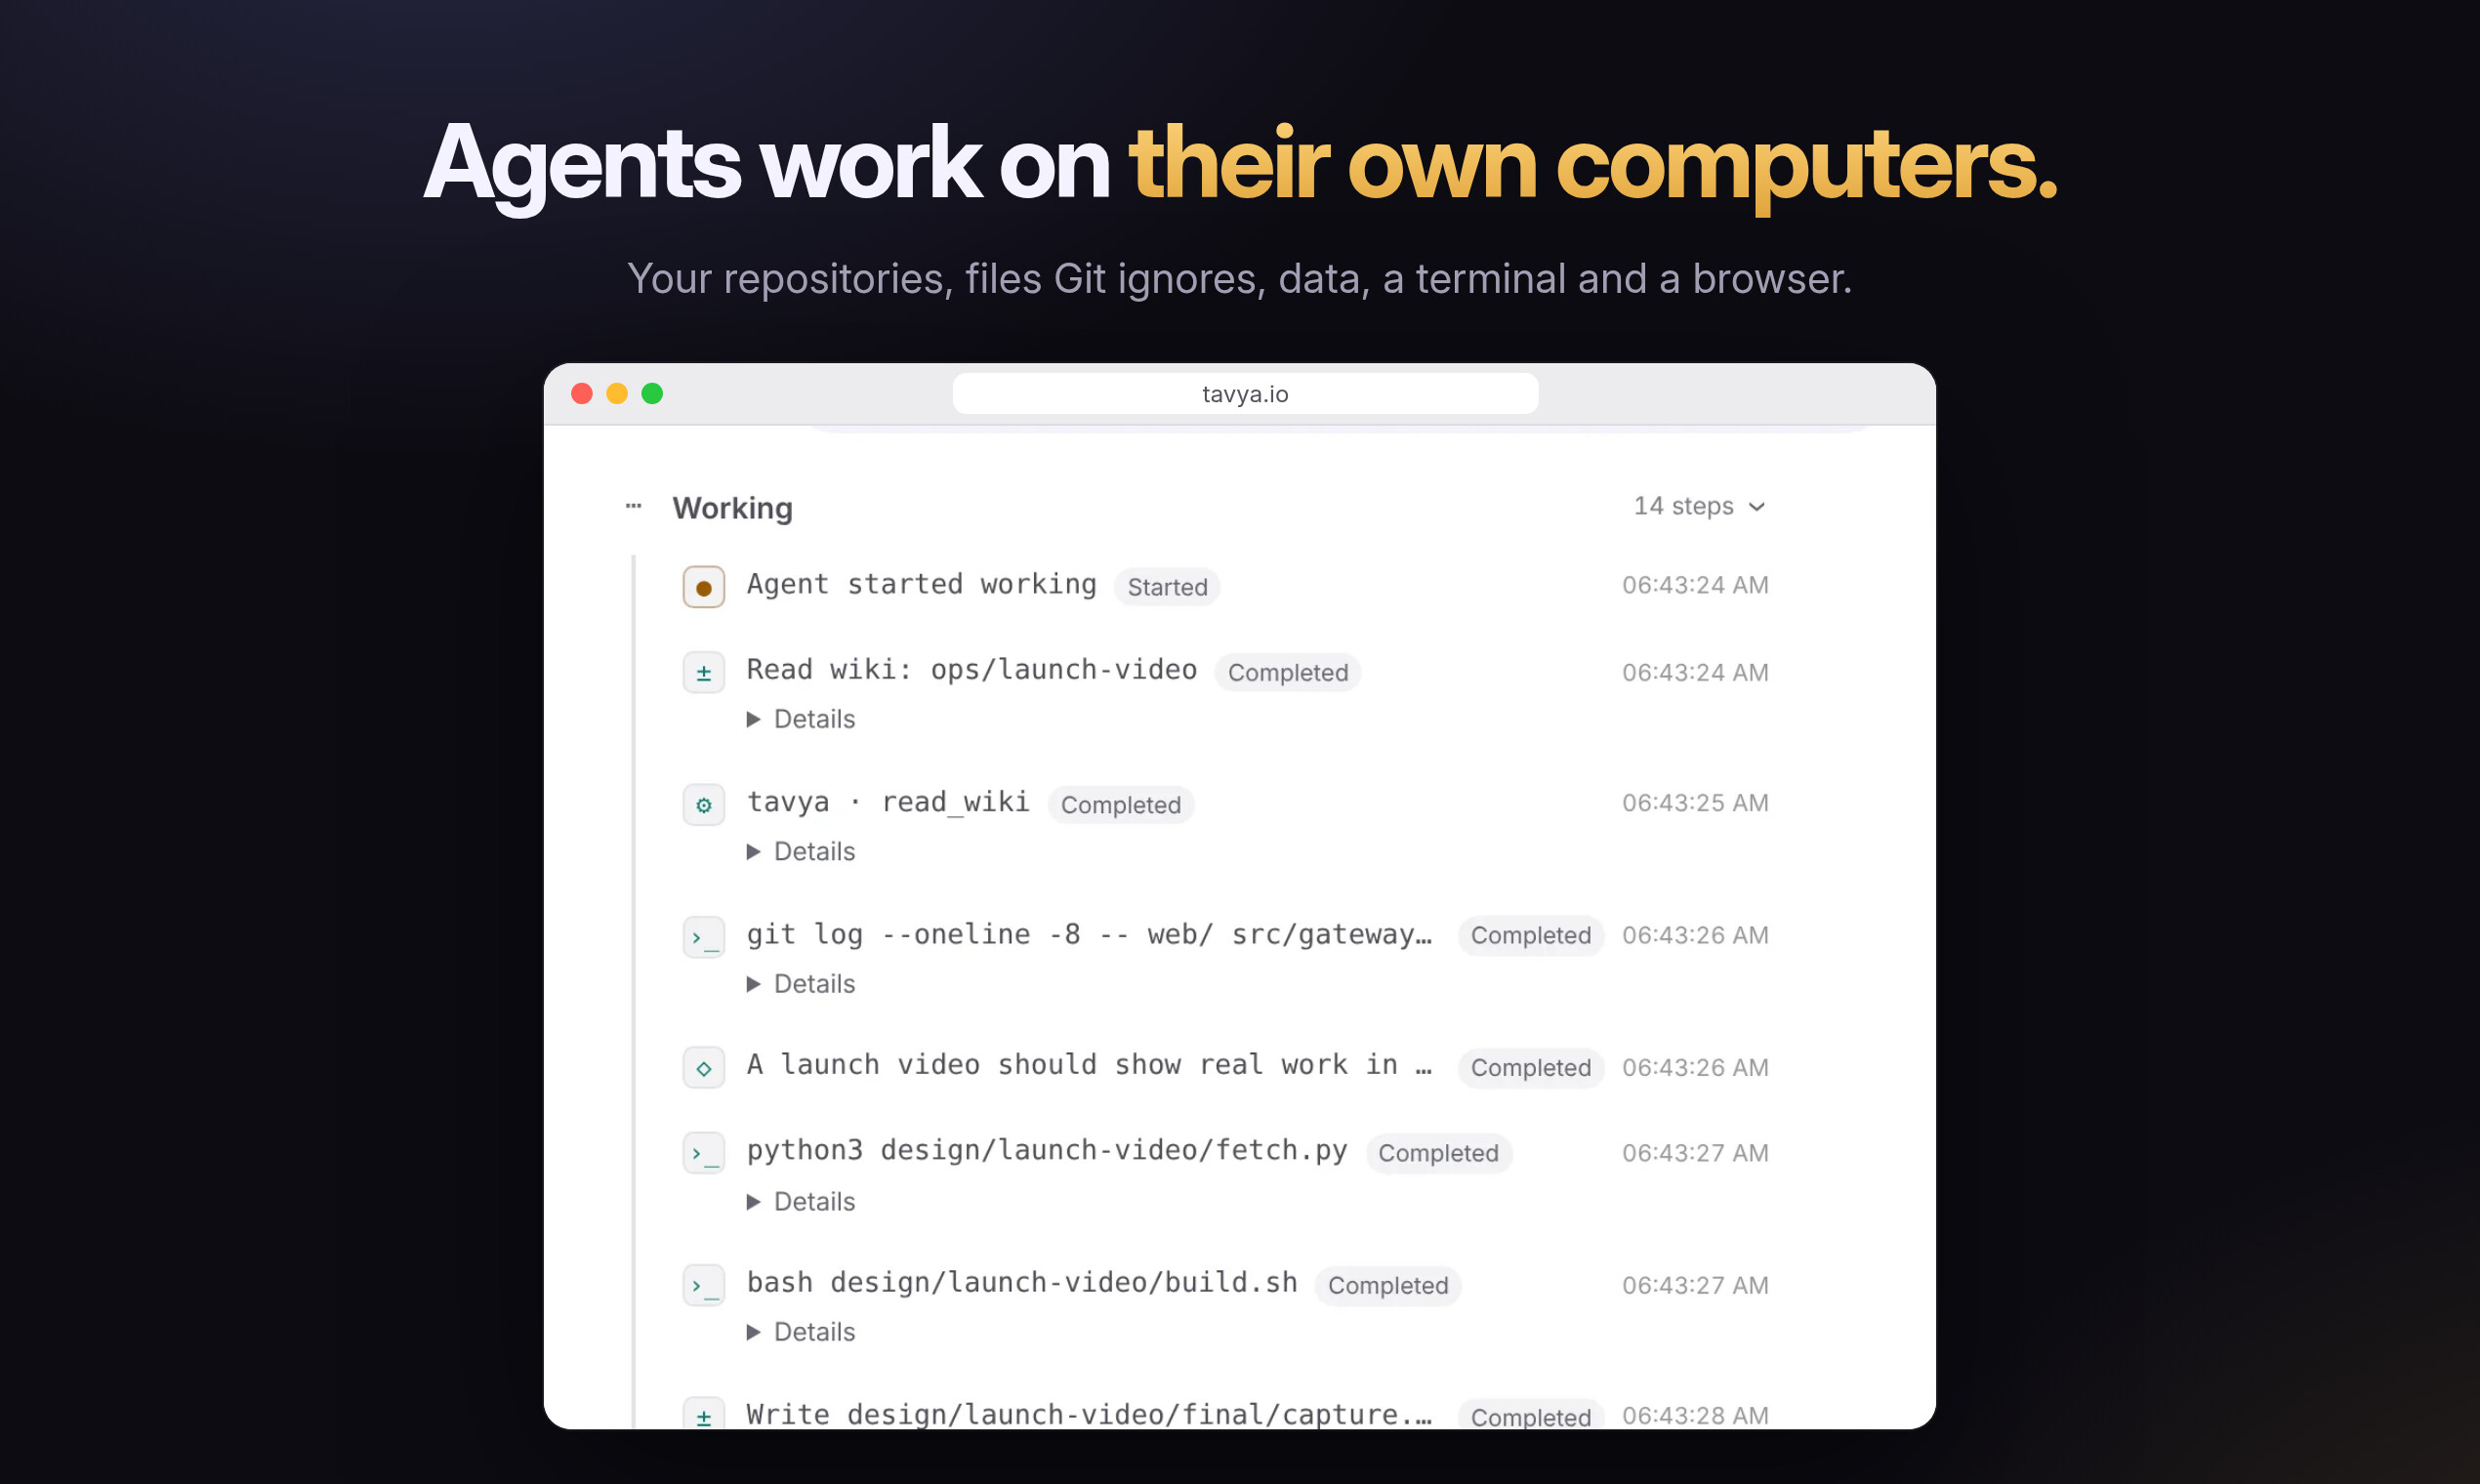 Agents work on their own computers.
Your repositories, files Git ignores, data, a terminal and a browser.
tavya.io
Working 14 steps
Agent started working Started 06:43:24 AM
Read wiki: ops/launch-video Completed 06:43:24 AM
Details
tavya · read_wiki Completed 06:43:25 AM
Details
git log --oneline -8 -- web/ src/gateway… Completed 06:43:26 AM
Details
A launch video should show real work in … Completed 06:43:26 AM
python3 design/launch-video/fetch.py Completed 06:43:27 AM
Details
bash design/launch-video/build.sh Completed 06:43:27 AM
Details
Write design/launch-video/final/capture.… Completed 06:43:28 AM